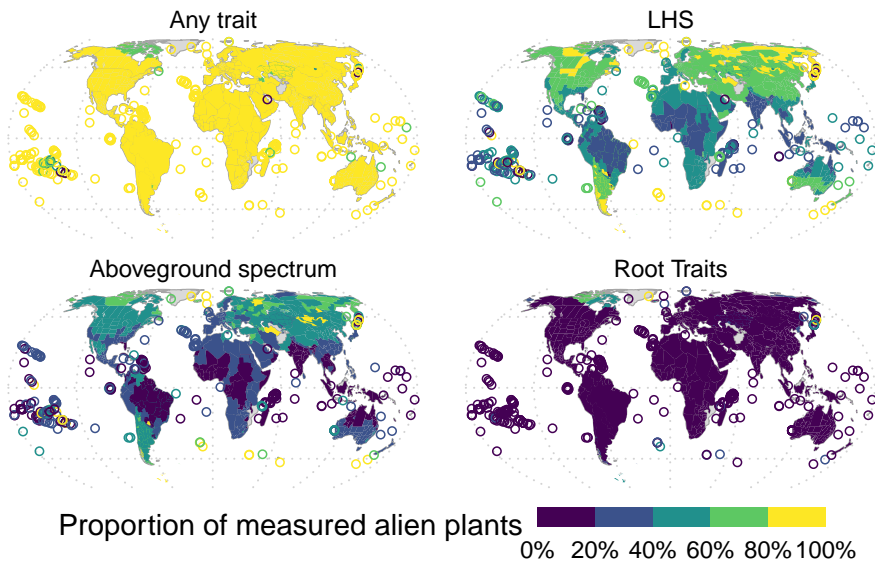 Any trait
LHS
Aboveground spectrum
Root Traits
Proportion of measured alien plants
0% 20% 40% 60% 80% 100%